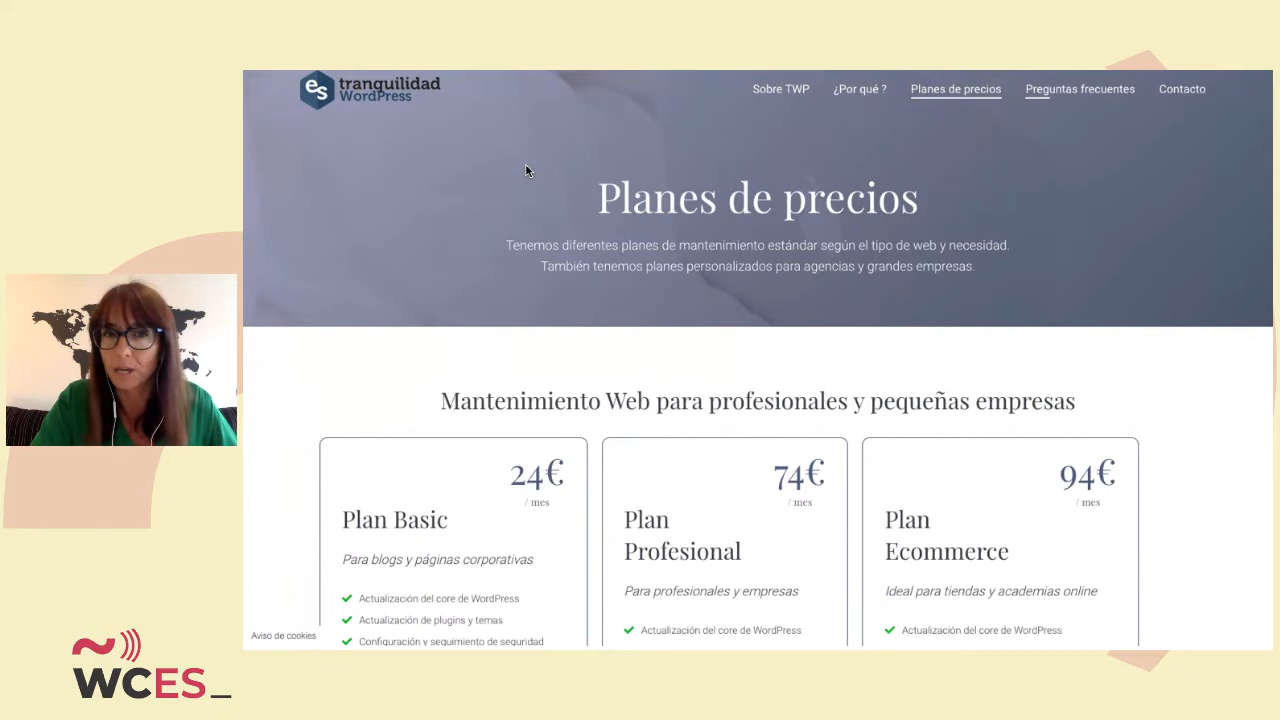 es tranquilidad
WordPress
Sobre TWP
¿Por qué ?
Planes de precios
Preguntas frecuentes
Contacto
Planes de precios
Tenemos diferentes planes de mantenimiento estándar según el tipo de web y necesidad.
También tenemos planes personalizados para agencias y grandes empresas.
Mantenimiento Web para profesionales y pequeñas empresas
24€
/ mes
Plan Basic
Para blogs y páginas corporativas
Actualización del core de WordPress
Actualización de plugins y temas
Configuración y seguimiento de seguridad
74€
/ mes
Plan
Profesional
Para profesionales y empresas
Actualización del core de WordPress
94€
/ mes
Plan
Ecommerce
Ideal para tiendas y academias online
Actualización del core de WordPress
Aviso de cookies
WCES_